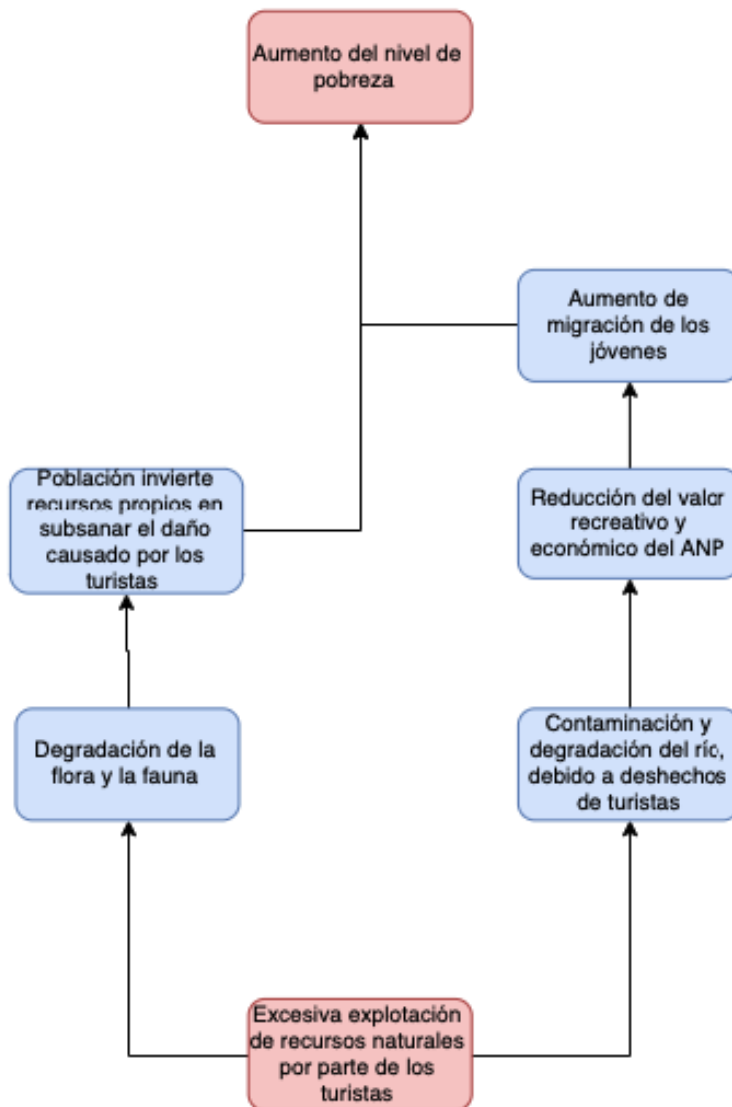 Aumento del nivel de
pobreza
Aumento de
migración de los
jóvenes
Población invierte
recursos propios en
subsanar el daño
causado por los
turistas
Reducción del valor
recreativo y
económico del ANP
Degradación de la
flora y la fauna
Contaminación y
degradación del río,
debido a deshechos
de turistas
Excesiva explotación
de recursos naturales
por parte de los
turistas